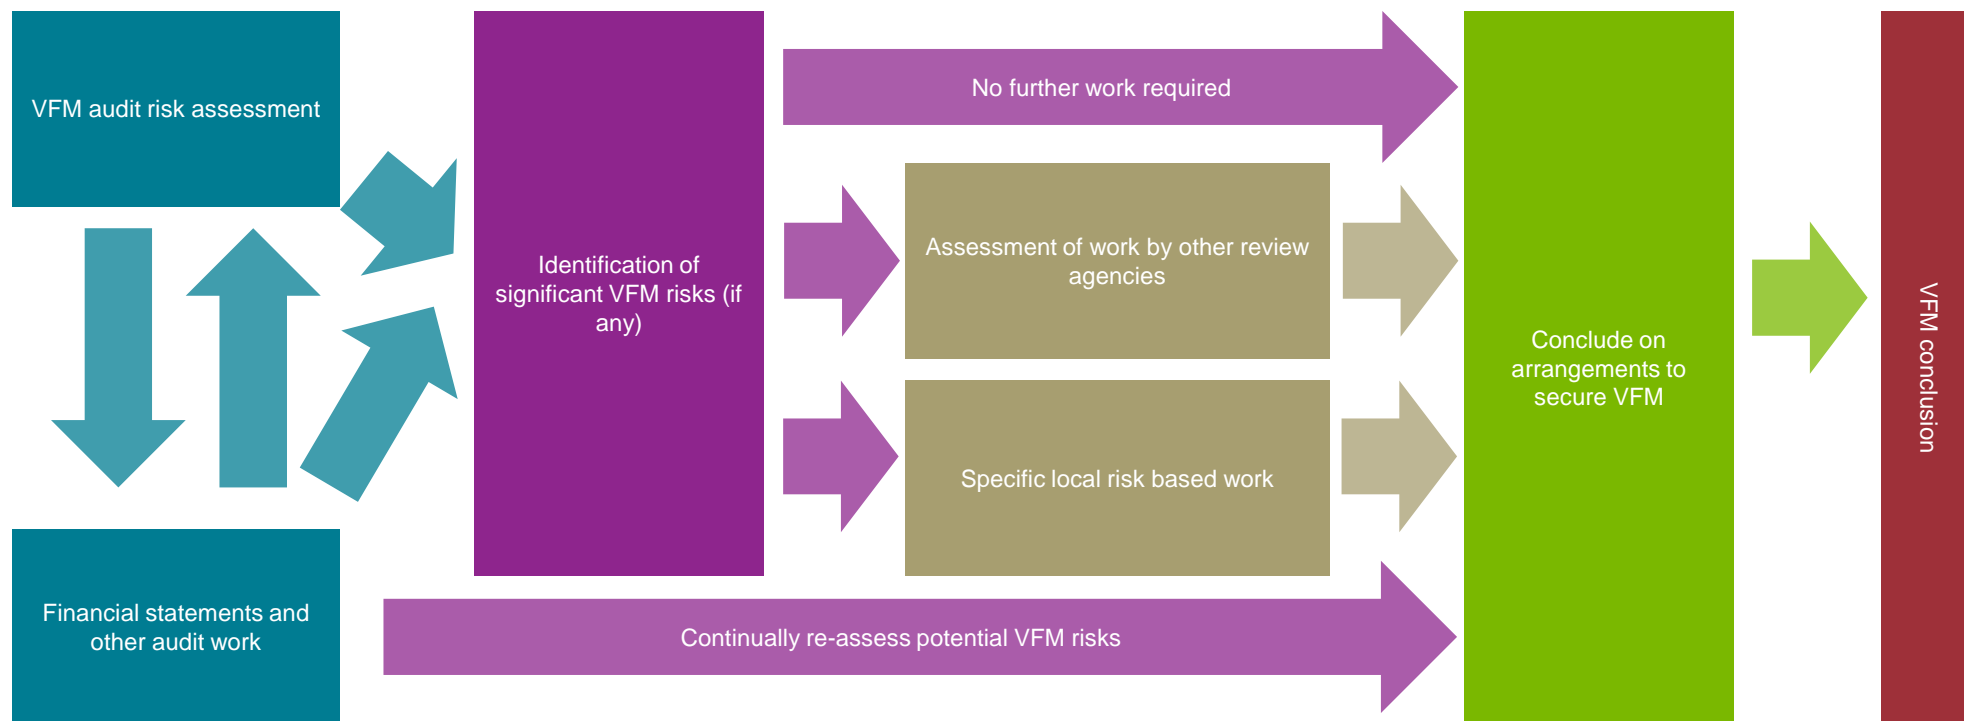 VFM audit risk assessment
Financial statements and
other audit work
Identification of
significant VFM risks (if
any)
No further work required
Assessment of work by other review
agencies
Specific local risk based work
Continually re-assess potential VFM risks
Conclude on
arrangements to
secure VFM
VFM conclusion